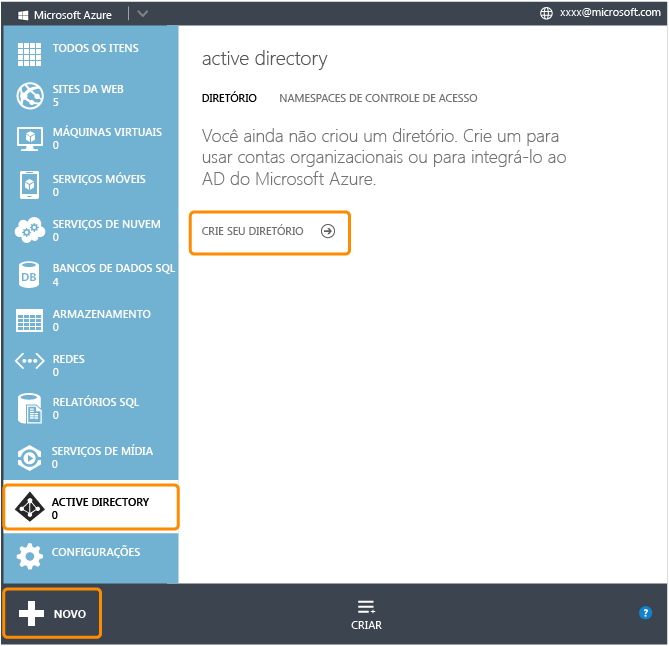 Microsoft Azure
xxxx@microsoft.com
TODOS OS ITENS
SITES DA WEB
5
MÁQUINAS VIRTUAIS
0
SERVIÇOS MÓVEIS
0
SERVIÇOS DE NUVEM
0
DB
BANCOS DE DADOS SQL
4
ARMAZENAMENTO
0
REDES
0
RELATÓRIOS SQL
0
SERVIÇOS DE MÍDIA
0
ACTIVE DIRECTORY
0
CONFIGURAÇÕES
active directory
DIRETÓRIO NAMESPACES DE CONTROLE DE ACESSO
Você ainda não criou um diretório. Crie um para
usar contas organizacionais ou para integrá-lo ao
AD do Microsoft Azure.
CRIE SEU DIRETÓRIO
NOVO
CRIAR
?